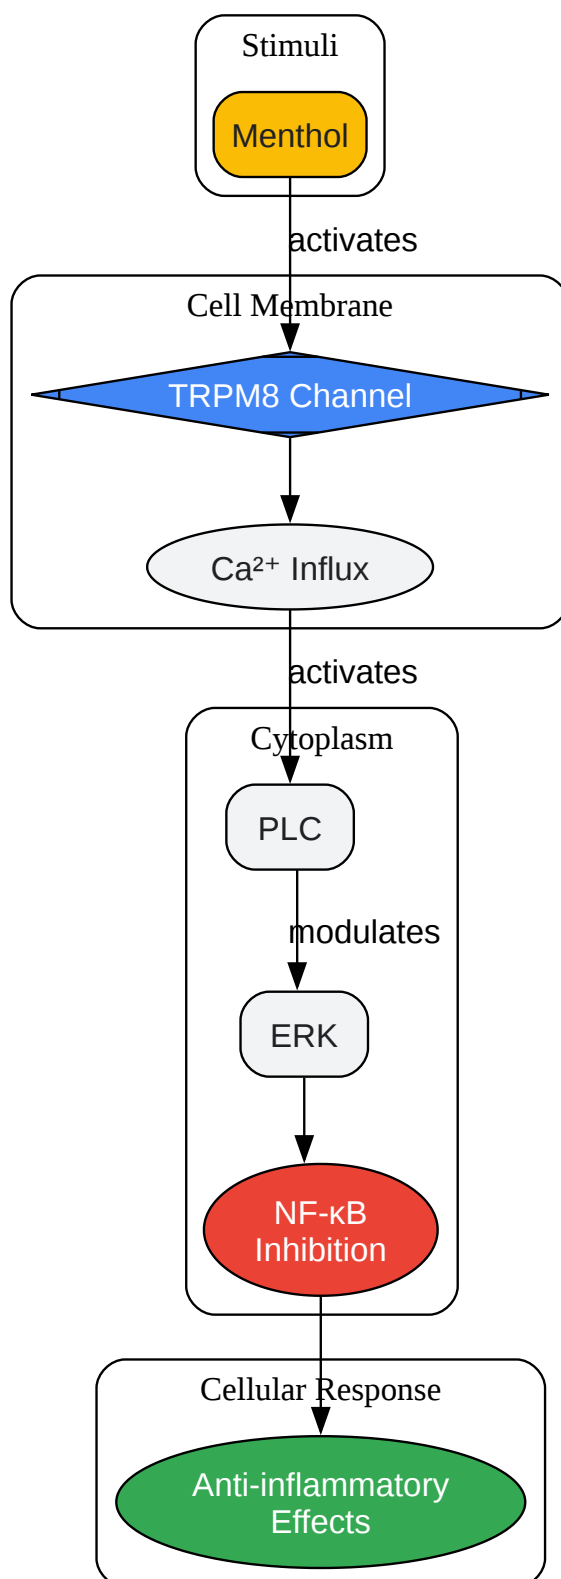 Stimuli
Menthol
activates
Cell Membrane
TRPM8 Channel
Ca²⁺ Influx
activates
Cytoplasm
PLC
modulates
ERK
NF-κB
Inhibition
Cellular Response
Anti-inflammatory
Effects